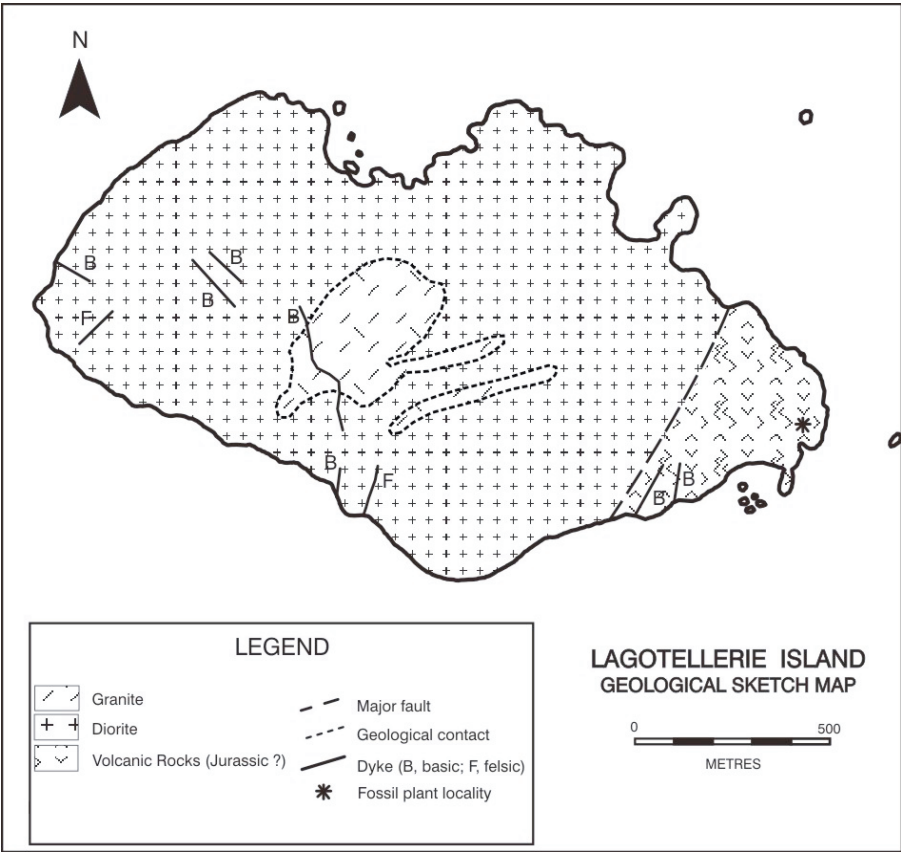 N
B
B
B
F
B
B
F
B
B
LEGEND
Granite
Diorite
Volcanic Rocks (Jurassic ?)
Major fault
Geological contact
Dyke (B, basic; F, felsic)
Fossil plant locality
LAGOTELLERIE ISLAND
GEOLOGICAL SKETCH MAP
0 500
METRES